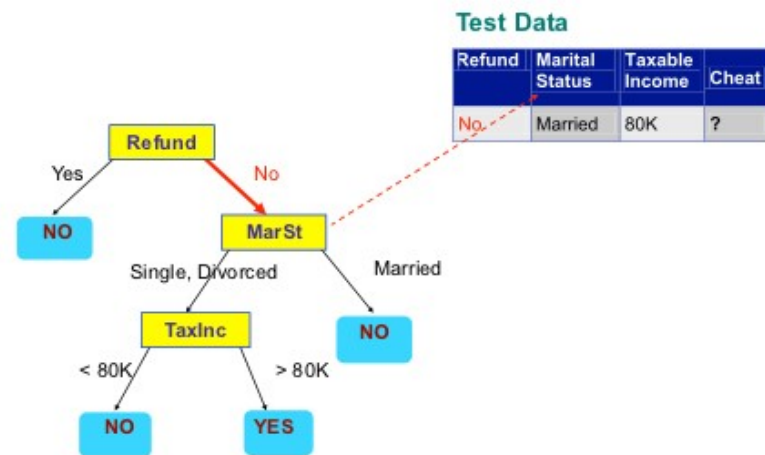 Test Data
Refund Marital Status Taxable Income Cheat
No Married 80K ?
Refund
Yes No
NO MarSt
Single, Divorced Married
TaxInc NO
< 80K > 80K
NO YES